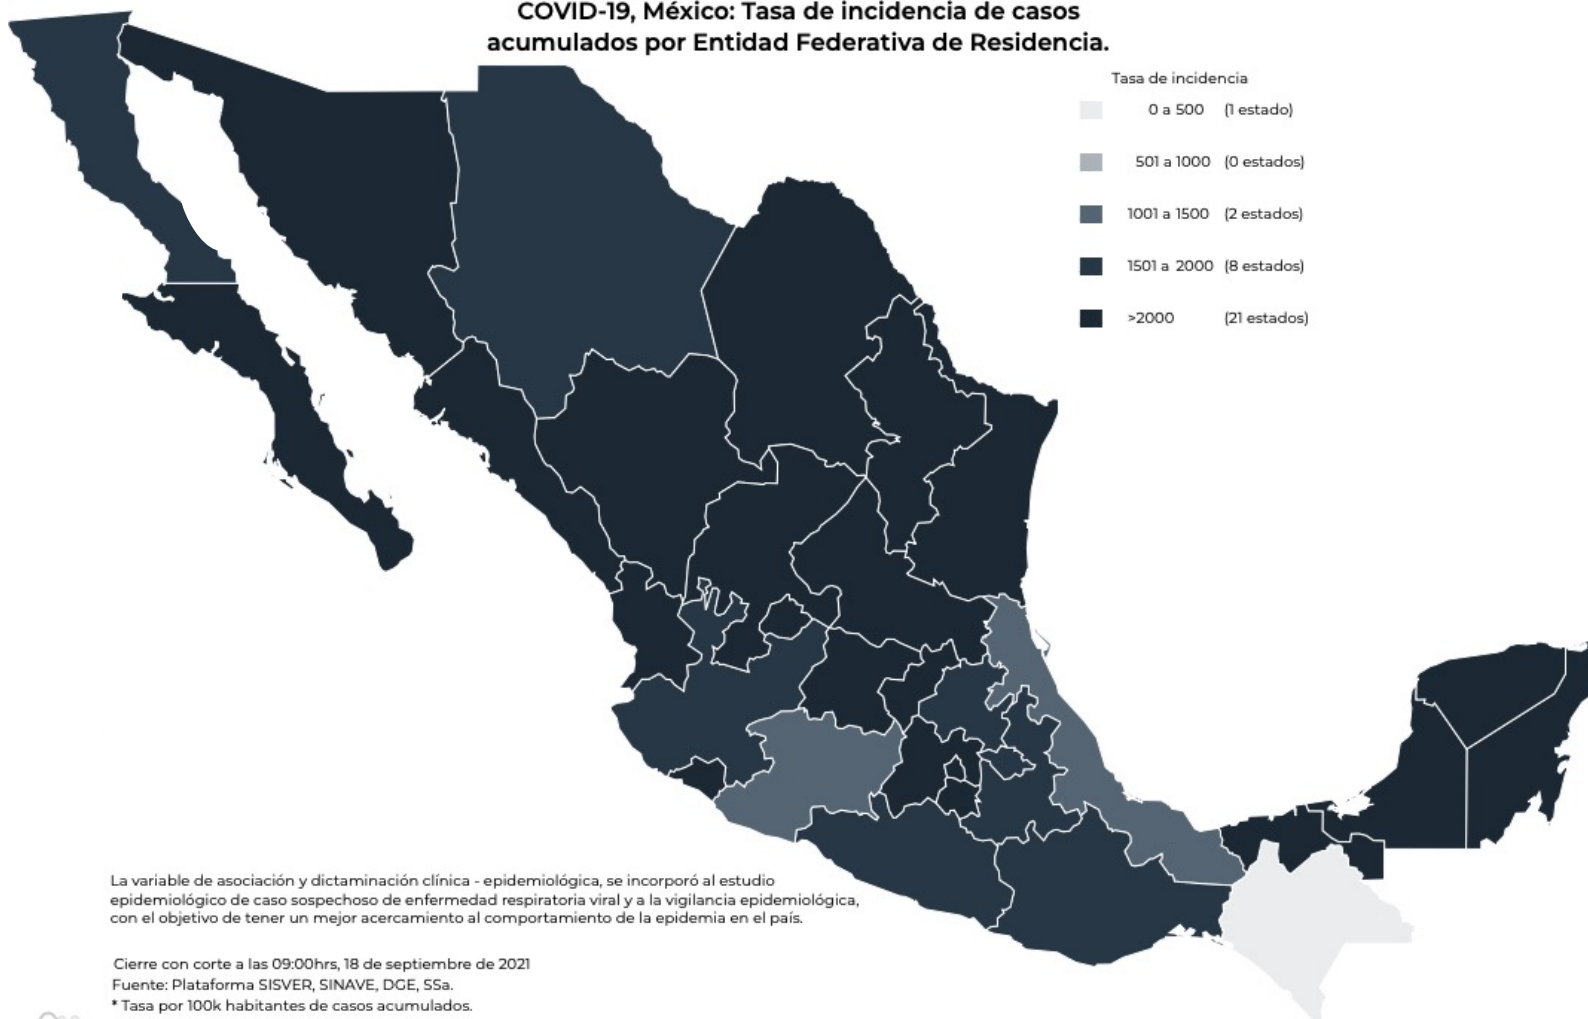 COVID-19, México: Tasa de incidencia de casos
acumulados por Entidad Federativa de Residencia.
Tasa de incidencia
0 a 500 (1 estado)
501 a 1000 (0 estados)
1001 a 1500 (2 estados)
1501 a 2000 (8 estados)
>2000 (21 estados)
La variable de asociación y dictaminación clínica - epidemiológica, se incorporó al estudio
epidemiológico de caso sospechoso de enfermedad respiratoria viral y a la vigilancia epidemiológica,
con el objetivo de tener un mejor acercamiento al comportamiento de la epidemia en el país.
Cierre con corte a las 09:00hrs, 18 de septiembre de 2021
Fuente: Plataforma SISVER, SINAVE, DGE, SSa.
* Tasa por 100k habitantes de casos acumulados.